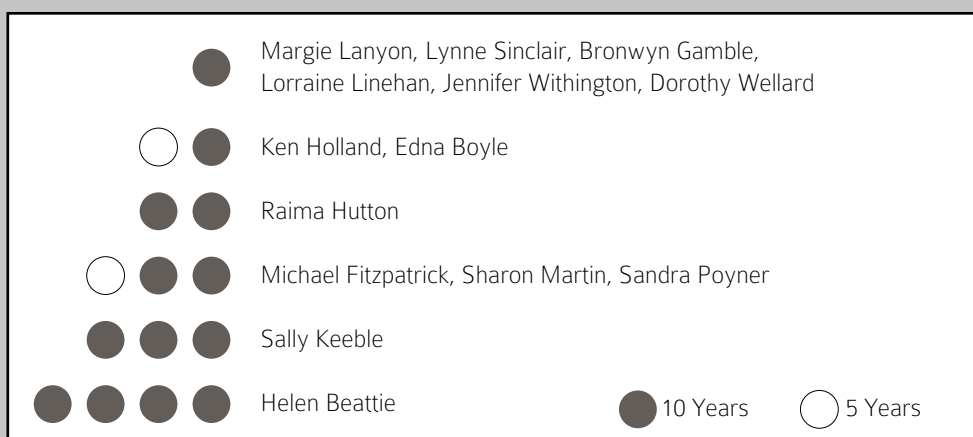 Margie Lanyon, Lynne Sinclair, Bronwyn Gamble,
Lorraine Linehan, Jennifer Withington, Dorothy Wellard
Ken Holland, Edna Boyle
Raima Hutton
Michael Fitzpatrick, Sharon Martin, Sandra Poyner
Sally Keeble
Helen Beattie
10 Years
5 Years